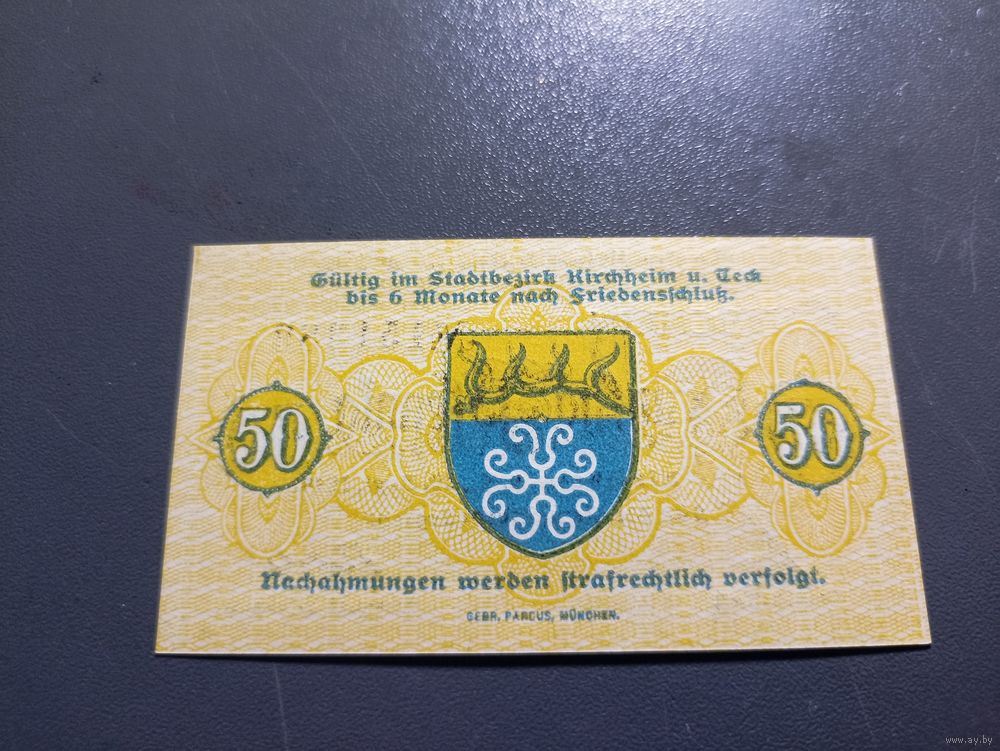 Gültig im Stadtbezirk Kirchheim u. Teck
bis 6 Monate nach Friedensschluß.
50
50
Nachahmungen werden strafrechtlich verfolgt.
GEBR. PARCUS, MÜNCHEN.
www.ay.by